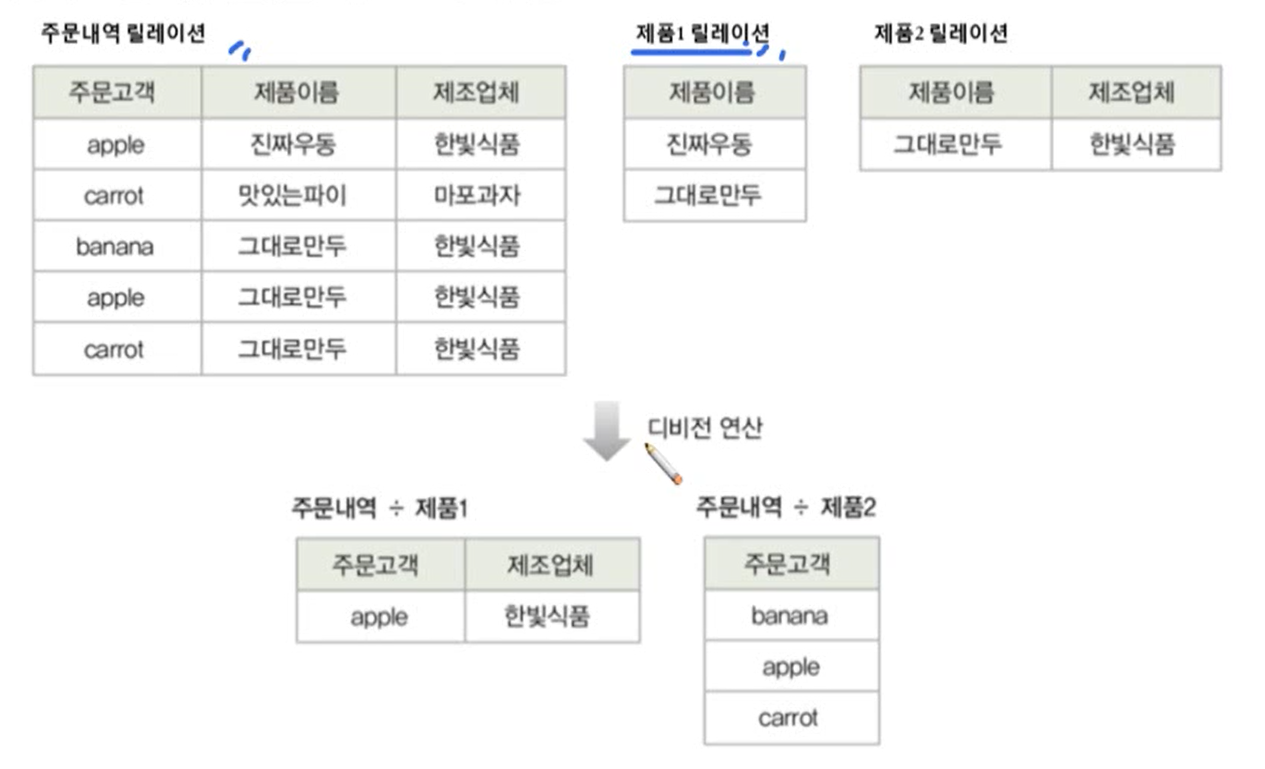 주문내역 릴레이션
제품1 릴레이션
제품2 릴레이션
주문고객 제품이름 제조업체
apple 진짜우동 한빛식품
carrot 맛있는파이 마포과자
banana 그대로만두 한빛식품
apple 그대로만두 한빛식품
carrot 그대로만두 한빛식품
제품이름
진짜우동
그대로만두
제품이름 제조업체
그대로만두 한빛식품
디비전 연산
주문내역 ÷ 제품1
주문고객 제조업체
apple 한빛식품
주문내역 ÷ 제품2
주문고객
banana
apple
carrot